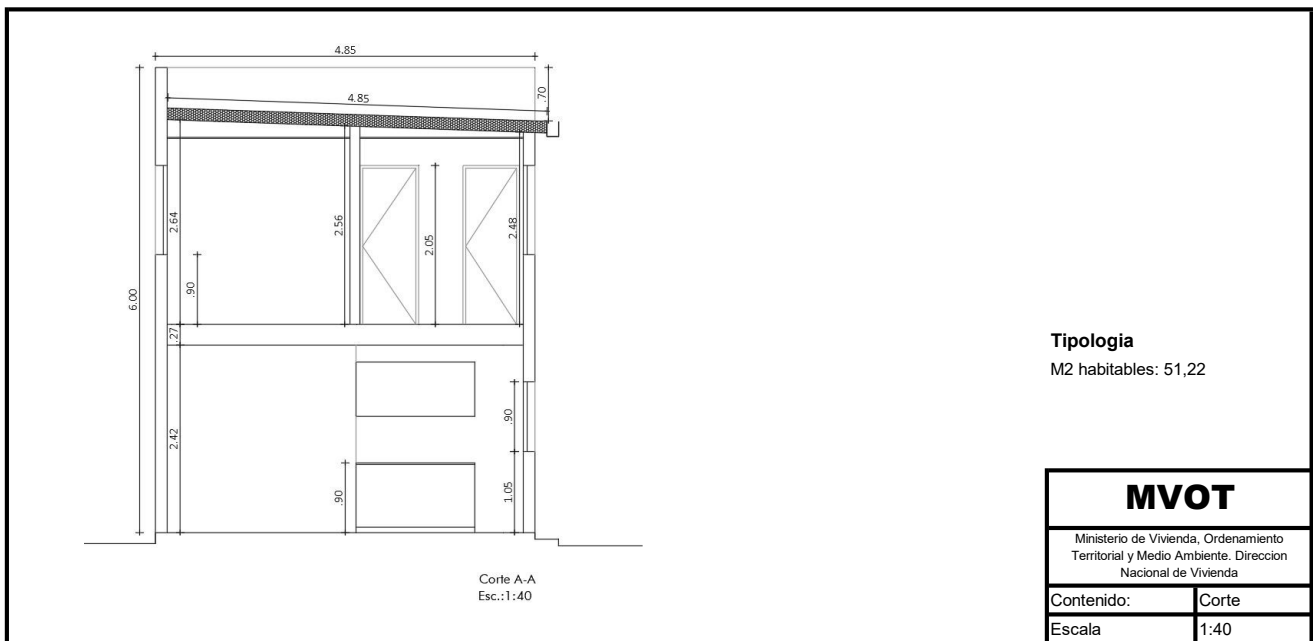 4.85
4.85
.70
2.64
2.56
2.05
2.48
.90
6.00
.27
2.42
.90
.90
1.05
Corte A-A
Esc.:1:40
Tipologia
M2 habitables: 51,22
MVOT
Ministerio de Vivienda, Ordenamiento
Territorial y Medio Ambiente. Direccion
Nacional de Vivienda
Contenido: Corte
Escala 1:40